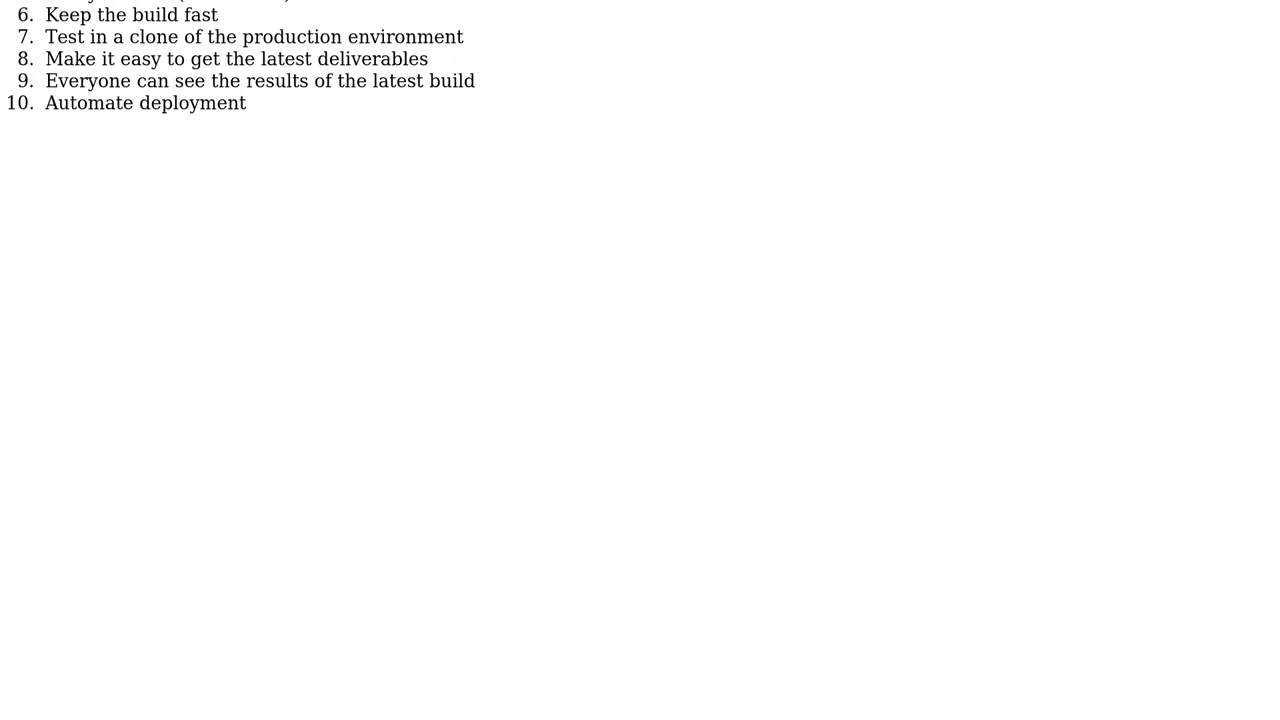 6. Keep the build fast
7. Test in a clone of the production environment
8. Make it easy to get the latest deliverables
9. Everyone can see the results of the latest build
10. Automate deployment